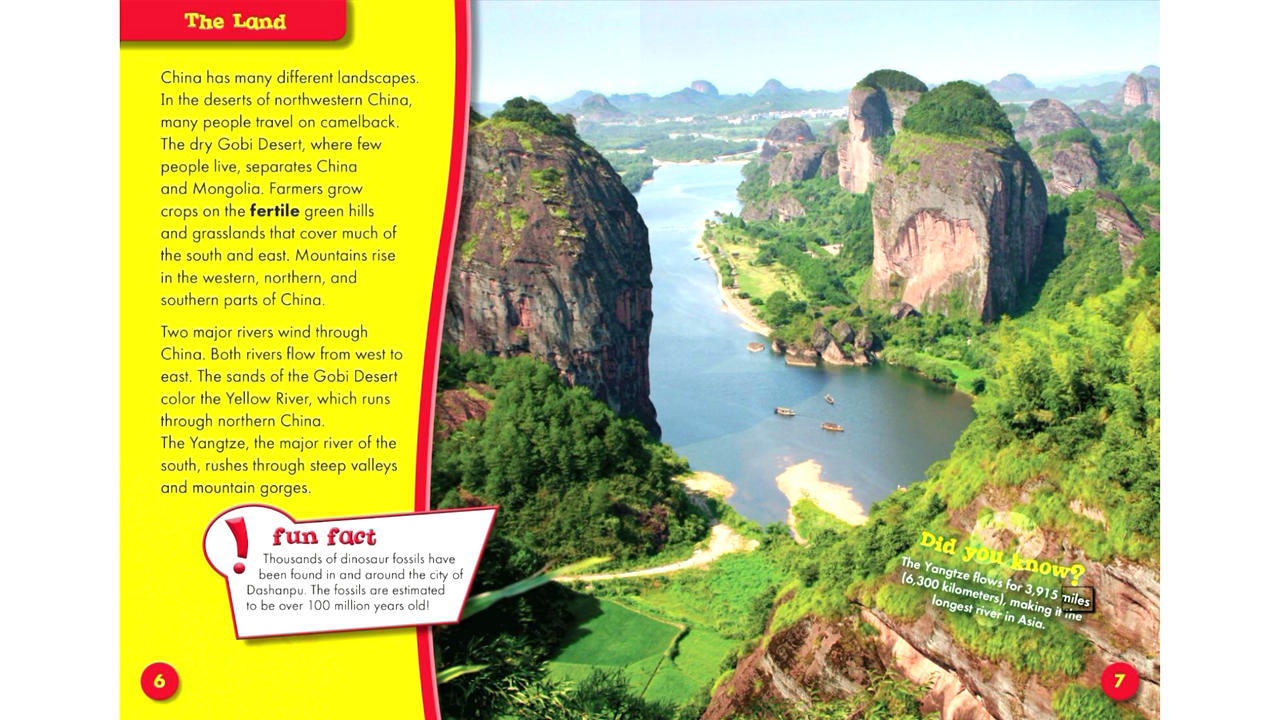 The Land
China has many different landscapes.
In the deserts of northwestern China,
many people travel on camelback.
The dry Gobi Desert, where few
people live, separates China
and Mongolia. Farmers grow
crops on the fertile green hills
and grasslands that cover much of
the south and east. Mountains rise
in the western, northern, and
southern parts of China.
Two major rivers wind through
China. Both rivers flow from west to
east. The sands of the Gobi Desert
color the Yellow River, which runs
through northern China.
The Yangtze, the major river of the
south, rushes through steep valleys
and mountain gorges.
fun fact
Thousands of dinosaur fossils have
been found in and around the city of
Dashanpu. The fossils are estimated
to be over 100 million years old!
Did you know?
The Yangtze flows for 3,915 miles
(6,300 kilometers), making it the
longest river in Asia.
6
7